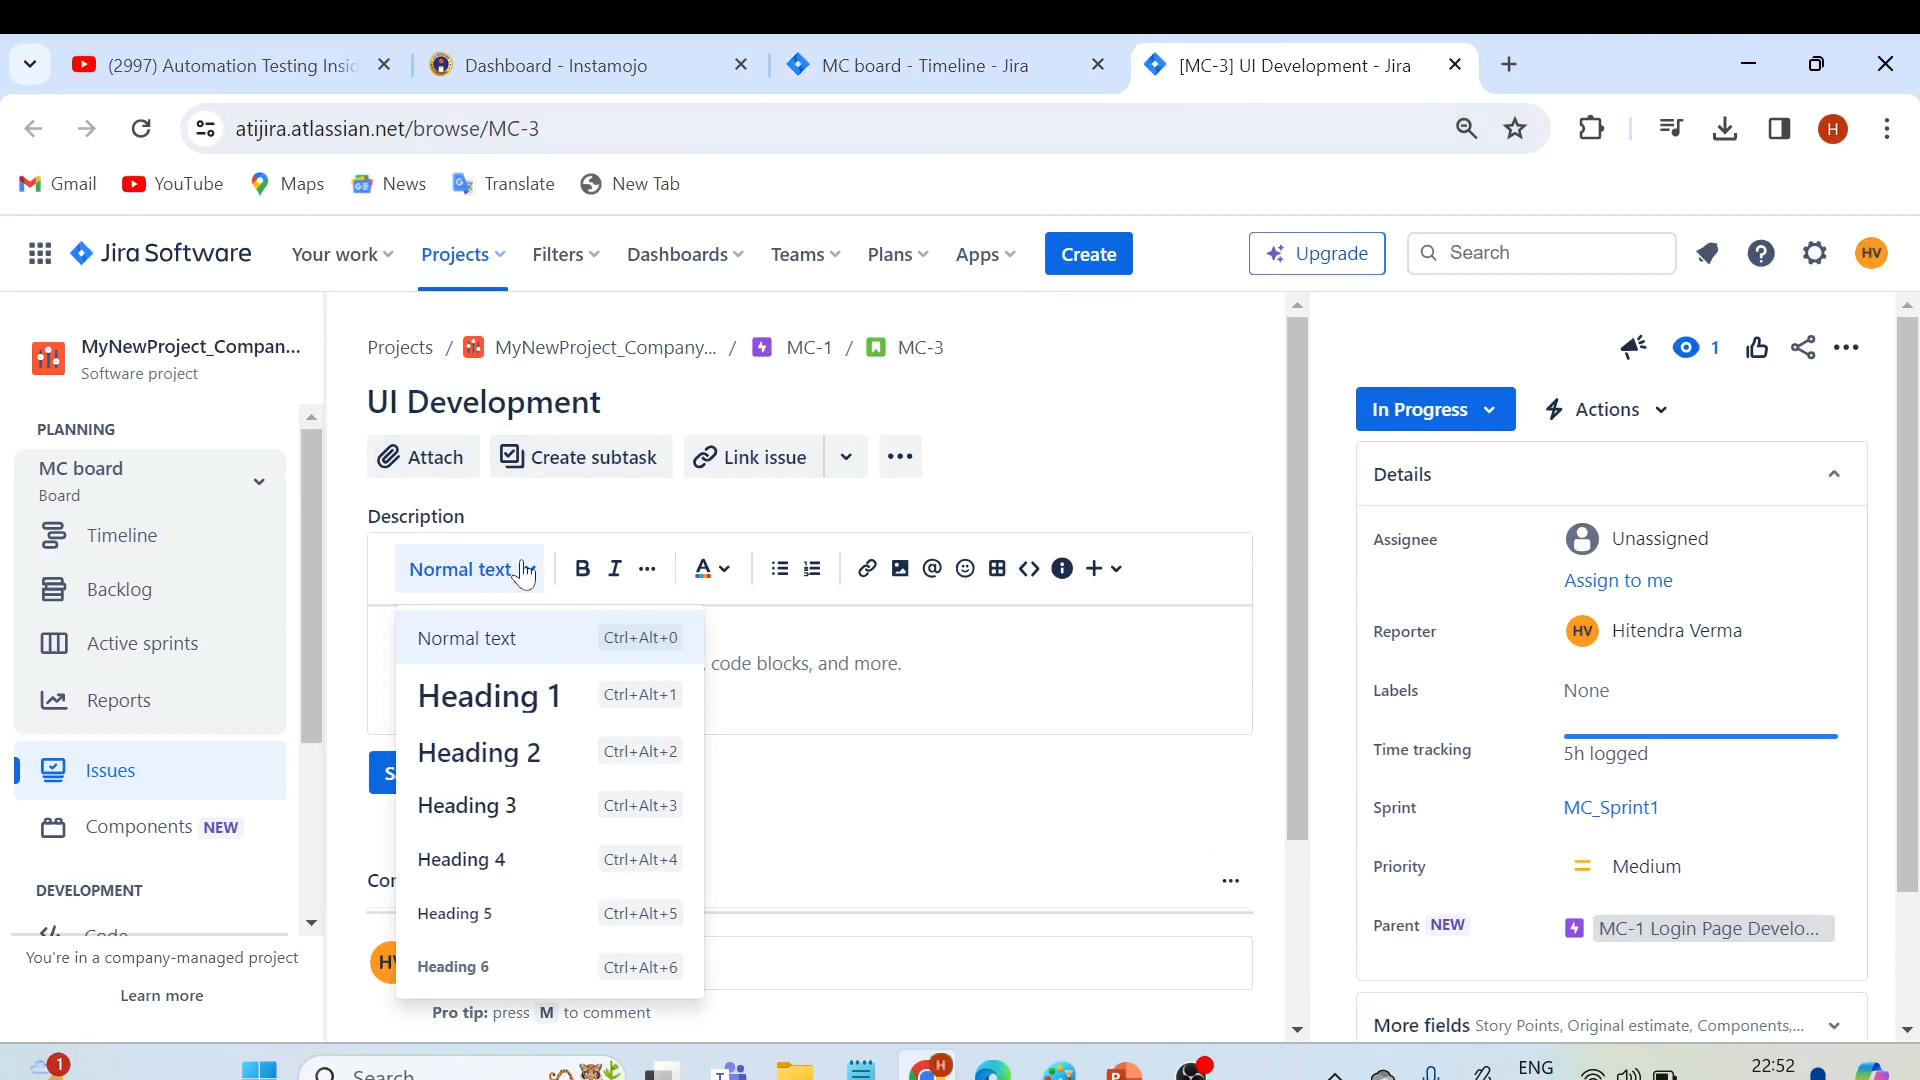 (2997) Automation Testing Insid
Dashboard - Instamojo
MC board - Timeline - Jira
[MC-3] UI Development - Jira
atijira.atlassian.net/browse/MC-3
H
Gmail
YouTube
Maps
News
Translate
New Tab
Jira Software
Your work
Projects
Filters
Dashboards
Teams
Plans
Apps
Create
Upgrade
Search
HV
MyNewProject_Compan...
Software project
PLANNING
MC board
Board
Timeline
Backlog
Active sprints
Reports
Issues
Components NEW
DEVELOPMENT
Code
You're in a company-managed project
Learn more
Projects / MyNewProject_Company... / MC-1 / MC-3
UI Development
Attach
Create subtask
Link issue
Description
Normal text
B I
A
Normal text Ctrl+Alt+0
Heading 1 Ctrl+Alt+1
Heading 2 Ctrl+Alt+2
Heading 3 Ctrl+Alt+3
Heading 4 Ctrl+Alt+4
Heading 5 Ctrl+Alt+5
Heading 6 Ctrl+Alt+6
code blocks, and more.
Pro tip: press M to comment
1
In Progress
Actions
Details
Assignee
Unassigned
Assign to me
Reporter
HV Hitendra Verma
Labels
None
Time tracking
5h logged
Sprint
MC_Sprint1
Priority
Medium
Parent NEW
MC-1 Login Page Develo...
More fields Story Points, Original estimate, Components,...
1
Search
H
ENG
22:52